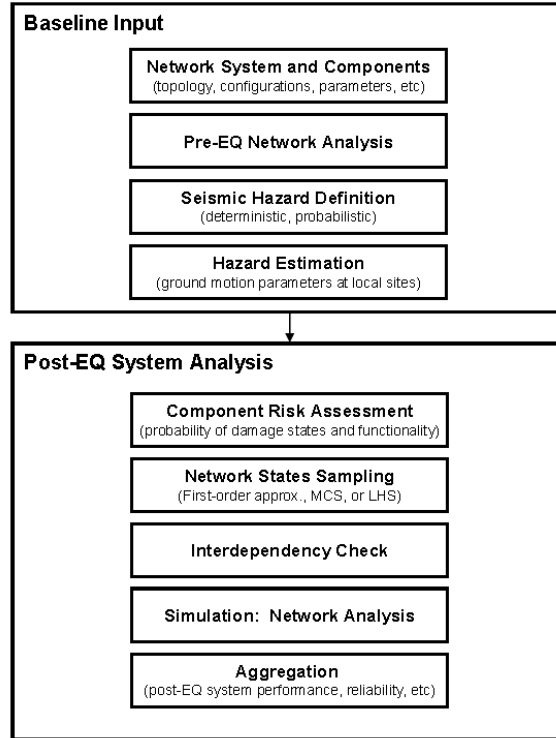 Baseline Input
Network System and Components
(topology, configurations, parameters, etc)
Pre-EQ Network Analysis
Seismic Hazard Definition
(deterministic, probabilistic)
Hazard Estimation
(ground motion parameters at local sites)
Post-EQ System Analysis
Component Risk Assessment
(probability of damage states and functionality)
Network States Sampling
(First-order approx., MCS, or LHS)
Interdependency Check
Simulation: Network Analysis
Aggregation
(post-EQ system performance, reliability, etc)